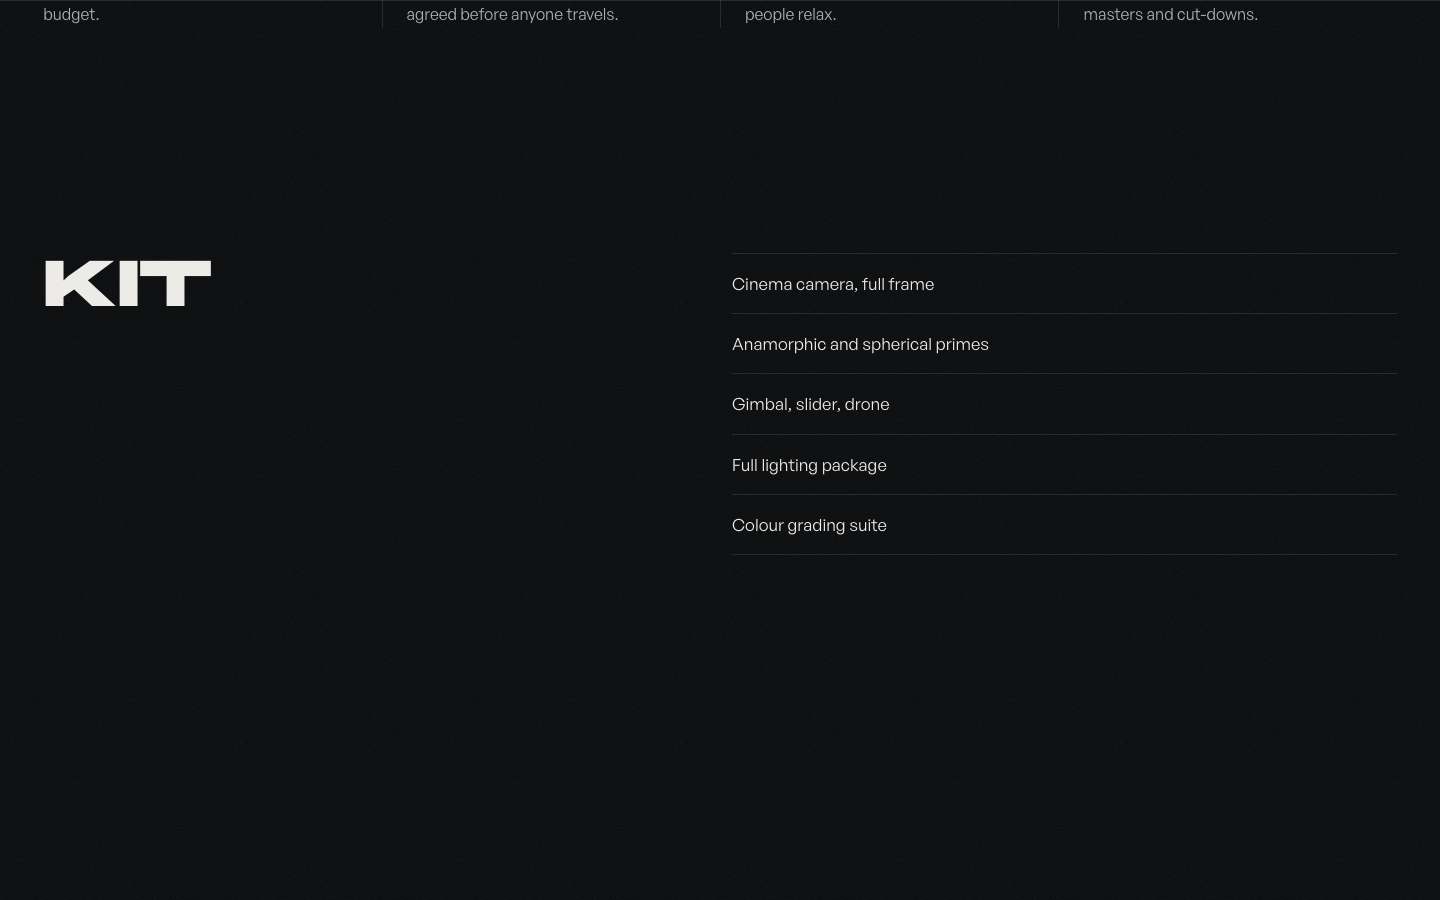 budget.
agreed before anyone travels.
people relax.
masters and cut-downs.
KIT
Cinema camera, full frame
Anamorphic and spherical primes
Gimbal, slider, drone
Full lighting package
Colour grading suite